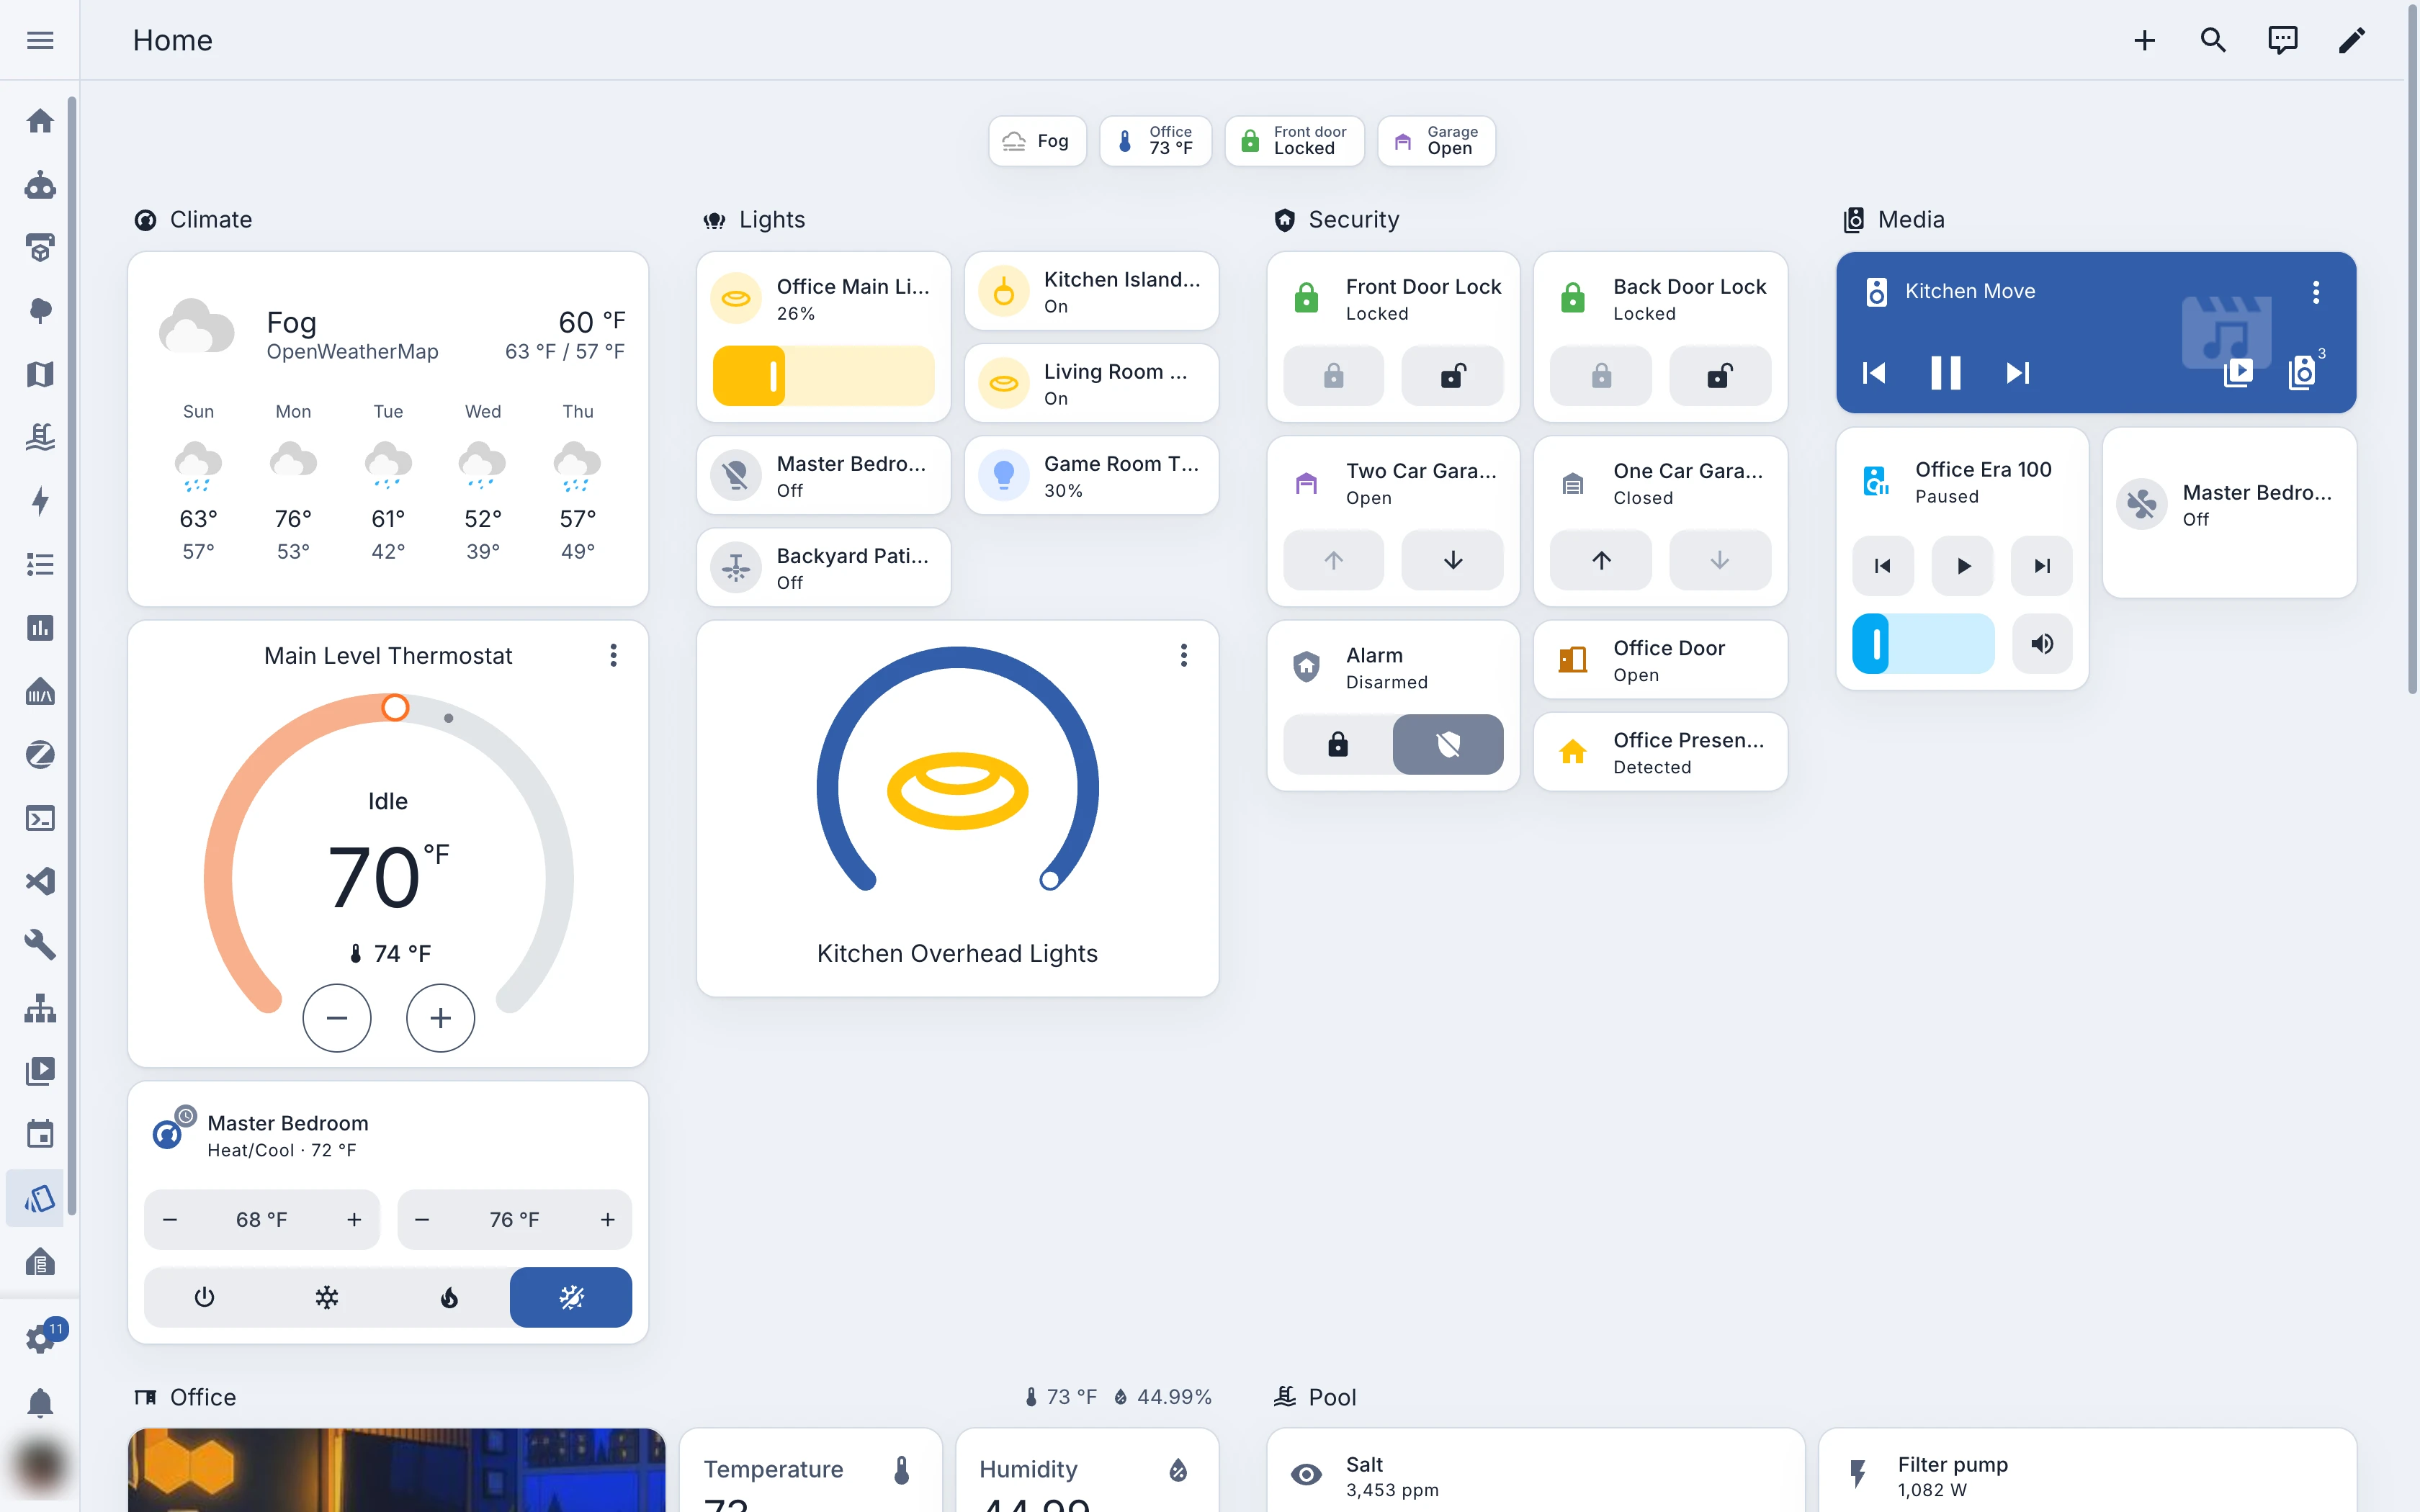 Home
Fog
Office
73 °F
Front door
Locked
Garage
Open
Climate
Fog
OpenWeatherMap
60 °F
63 °F / 57 °F
Sun Mon Tue Wed Thu
63° 76° 61° 52° 57°
57° 53° 42° 39° 49°
Main Level Thermostat
Idle
70 °F
74 °F
Master Bedroom
Heat/Cool · 72 °F
68 °F
76 °F
Lights
Office Main Li...
26%
Kitchen Island...
On
Living Room ...
On
Master Bedro...
Off
Game Room T...
30%
Backyard Pati...
Off
Kitchen Overhead Lights
Security
Front Door Lock
Locked
Back Door Lock
Locked
Two Car Gara...
Open
One Car Gara...
Closed
Alarm
Disarmed
Office Door
Open
Office Presen...
Detected
Media
Kitchen Move
3
Office Era 100
Paused
Master Bedro...
Off
11
Office
73 °F 44.99%
Temperature
73
Humidity
44.99
Pool
Salt
3,453 ppm
Filter pump
1,082 W